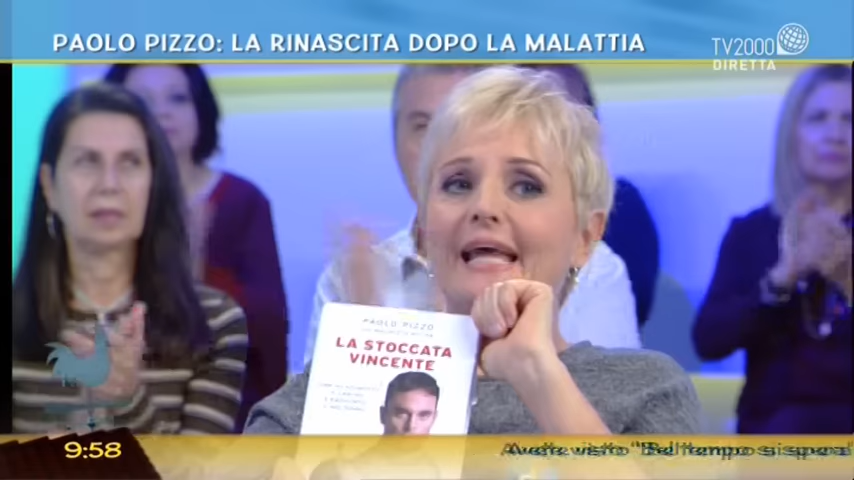 PAOLO PIZZO: LA RINASCITA DOPO LA MALATTIA
TV2000
DIRETTA
PAOLO PIZZO
LA STOCCATA
VINCENTE
9:58
Avete visto "Bel tempo si spera"